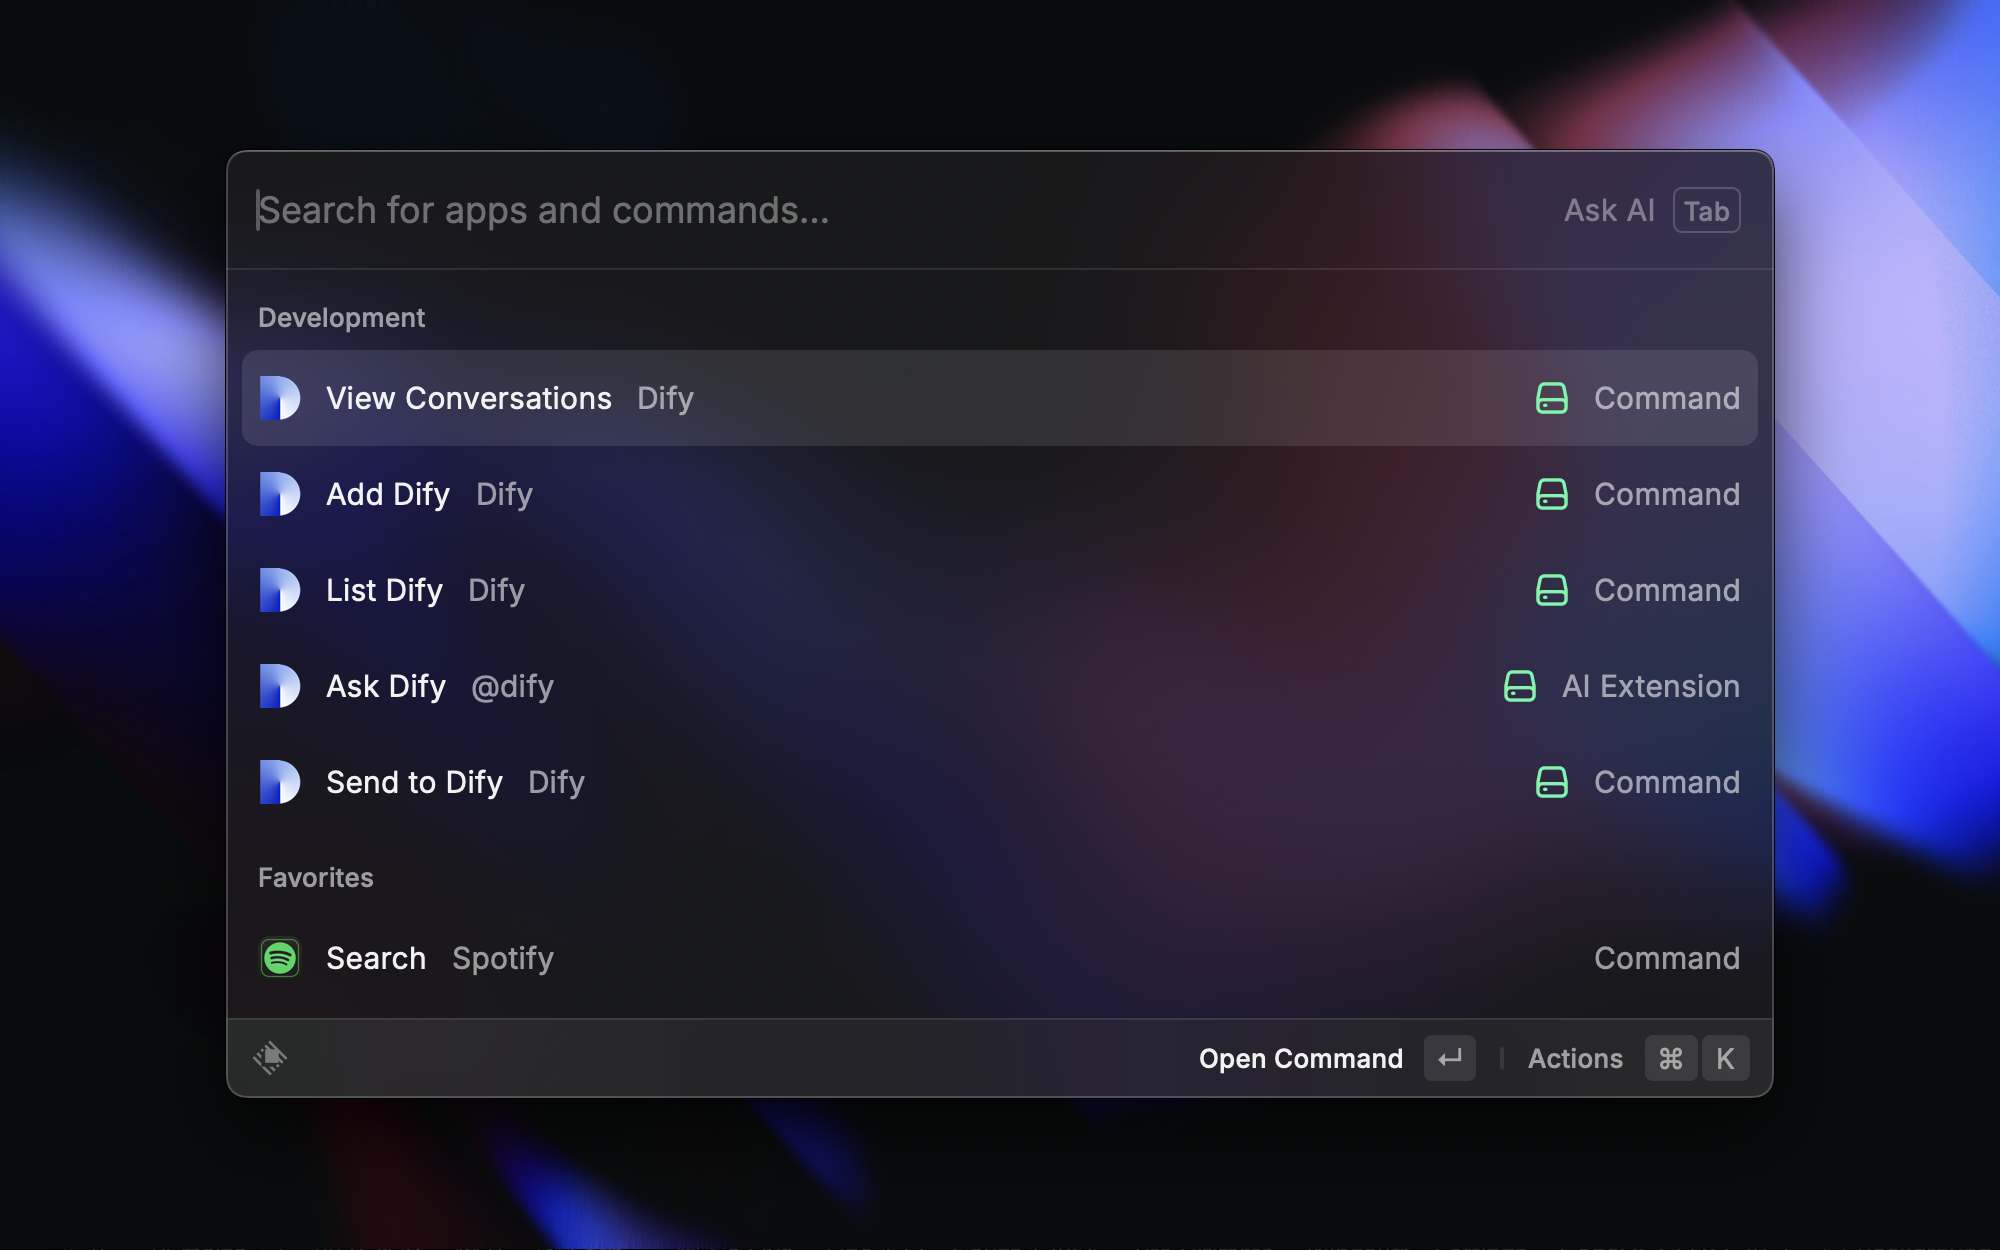 Search for apps and commands... Ask AI Tab
Development
View Conversations Dify Command
Add Dify Dify Command
List Dify Dify Command
Ask Dify @dify AI Extension
Send to Dify Dify Command
Favorites
Search Spotify Command
Open Command ↵ Actions ⌘ K